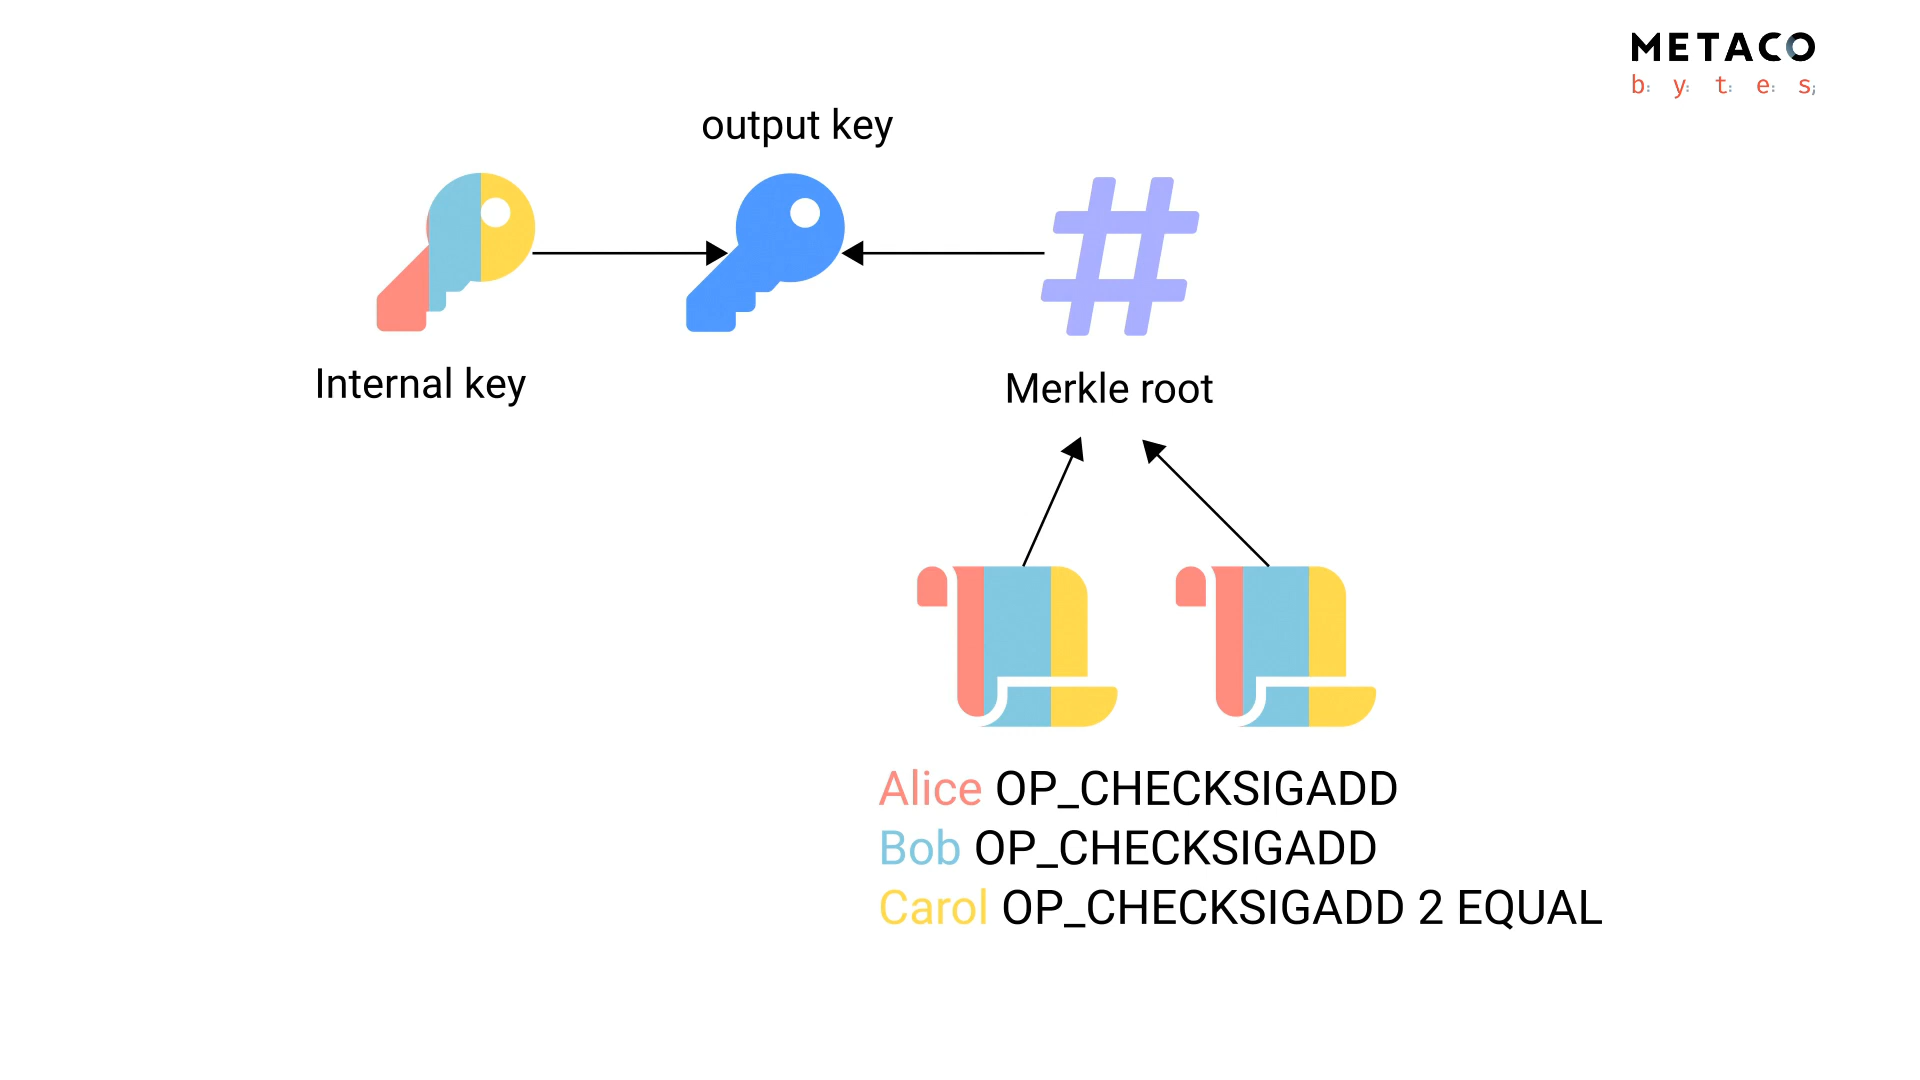 METACO
b: y: t: e: s;
output key
Internal key
Merkle root
Alice OP_CHECKSIGADD
Bob OP_CHECKSIGADD
Carol OP_CHECKSIGADD 2 EQUAL